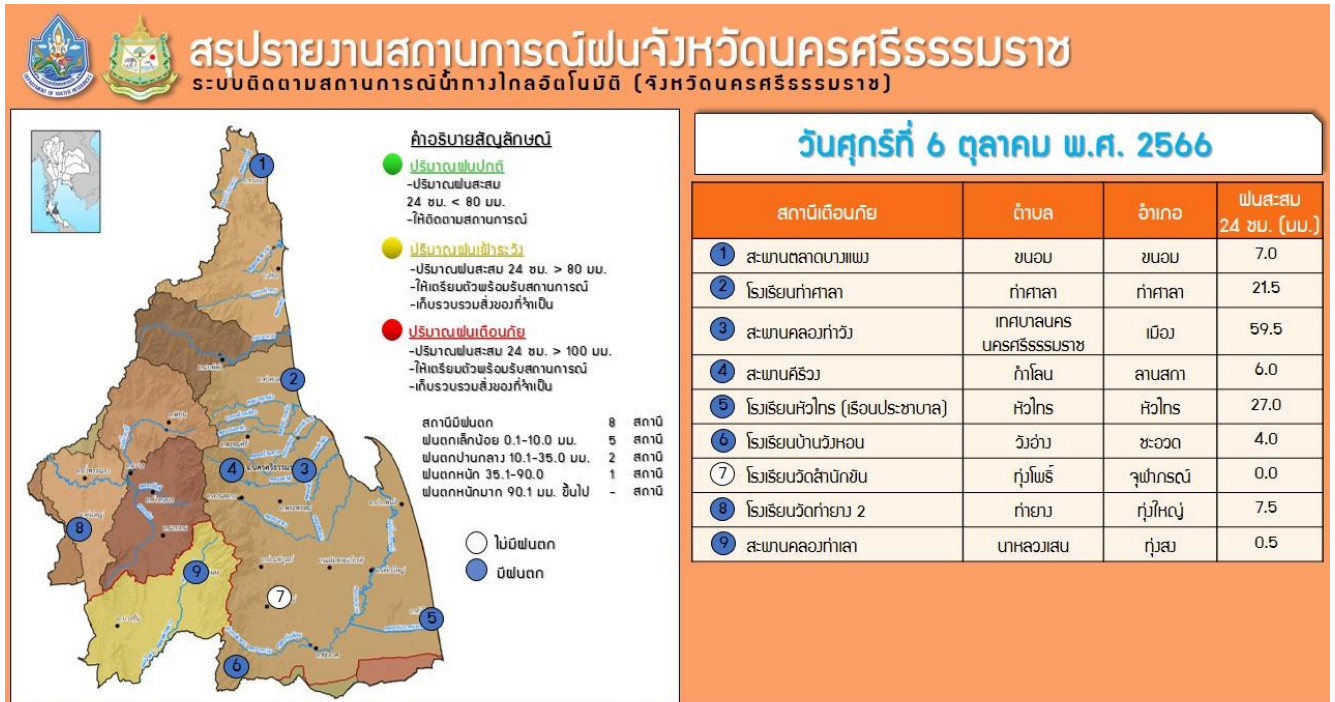 สรุปรายงานสถานการณ์ฝนจังหวัดนครศรีธรรมราช
ระบบติดตามสถานการณ์น้ำทางไกลอัตโนมัติ (จังหวัดนครศรีธรรมราช)
คำอธิบายสัญลักษณ์
ปริมาณฝนปกติ
-ปริมาณฝนสะสม
24 ชม. < 80 มม.
-ให้ติดตามสถานการณ์
ปริมาณฝนเฝ้าระวัง
-ปริมาณฝนสะสม 24 ชม. > 80 มม.
-ให้เตรียมตัวพร้อมรับสถานการณ์
-เก็บรวบรวมสิ่งของที่จำเป็น
ปริมาณฝนเตือนภัย
-ปริมาณฝนสะสม 24 ชม. > 100 มม.
-ให้เตรียมตัวพร้อมรับสถานการณ์
-เก็บรวบรวมสิ่งของที่จำเป็น
สถานีมีฝนตก 8 สถานี
ฝนตกเล็กน้อย 0.1-10.0 มม. 5 สถานี
ฝนตกปานกลาง 10.1-35.0 มม. 2 สถานี
ฝนตกหนัก 35.1-90.0 1 สถานี
ฝนตกหนักมาก 90.1 มม. ขึ้นไป - สถานี
ไม่มีฝนตก
มีฝนตก
1
2
4
3
8
9
7
5
6
วันศุกร์ที่ 6 ตุลาคม พ.ศ. 2566
สถานีเตือนภัย ตำบล อำเภอ ฝนสะสม
24 ชม. (มม.)
1 สะพานตลาดบางแพง ขนอม ขนอม 7.0
2 โรงเรียนท่าศาลา ท่าศาลา ท่าศาลา 21.5
3 สะพานคลองท่าวัง เทศบาลนคร
นครศรีธรรมราช เมือง 59.5
4 สะพานคีรีวง กำโลน ลานสกา 6.0
5 โรงเรียนหัวไทร (เรือนประชาบาล) หัวไทร หัวไทร 27.0
6 โรงเรียนบ้านวังหอน วังอ่าง ชะอวด 4.0
7 โรงเรียนวัดสำนักขัน ทุ่งโพธิ์ จุฬาภรณ์ 0.0
8 โรงเรียนวัดท่ายาง 2 ท่ายาง ทุ่งใหญ่ 7.5
9 สะพานคลองท่าเลา นาหลวงเสน ทุ่งสง 0.5